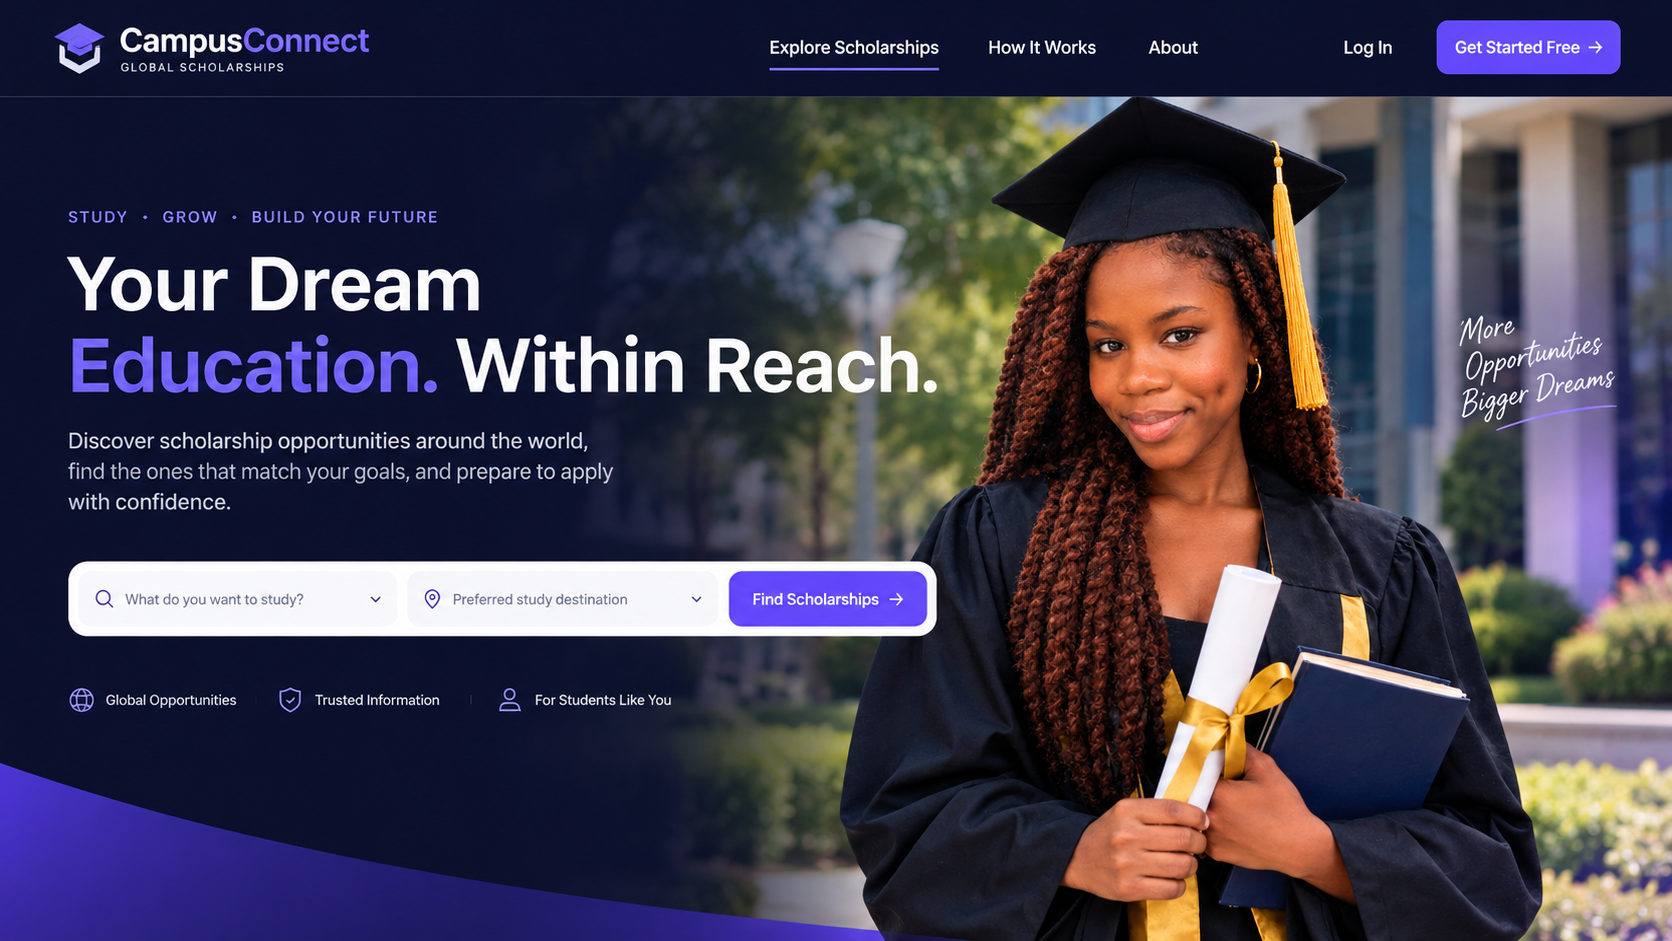 CampusConnect
GLOBAL SCHOLARSHIPS
Explore Scholarships
How It Works
About
Log In
Get Started Free →
STUDY • GROW • BUILD YOUR FUTURE
Your Dream
Education. Within Reach.
More
Opportunities
Bigger Dreams
Discover scholarship opportunities around the world,
find the ones that match your goals, and prepare to apply
with confidence.
What do you want to study?
Preferred study destination
Find Scholarships →
Global Opportunities
Trusted Information
For Students Like You